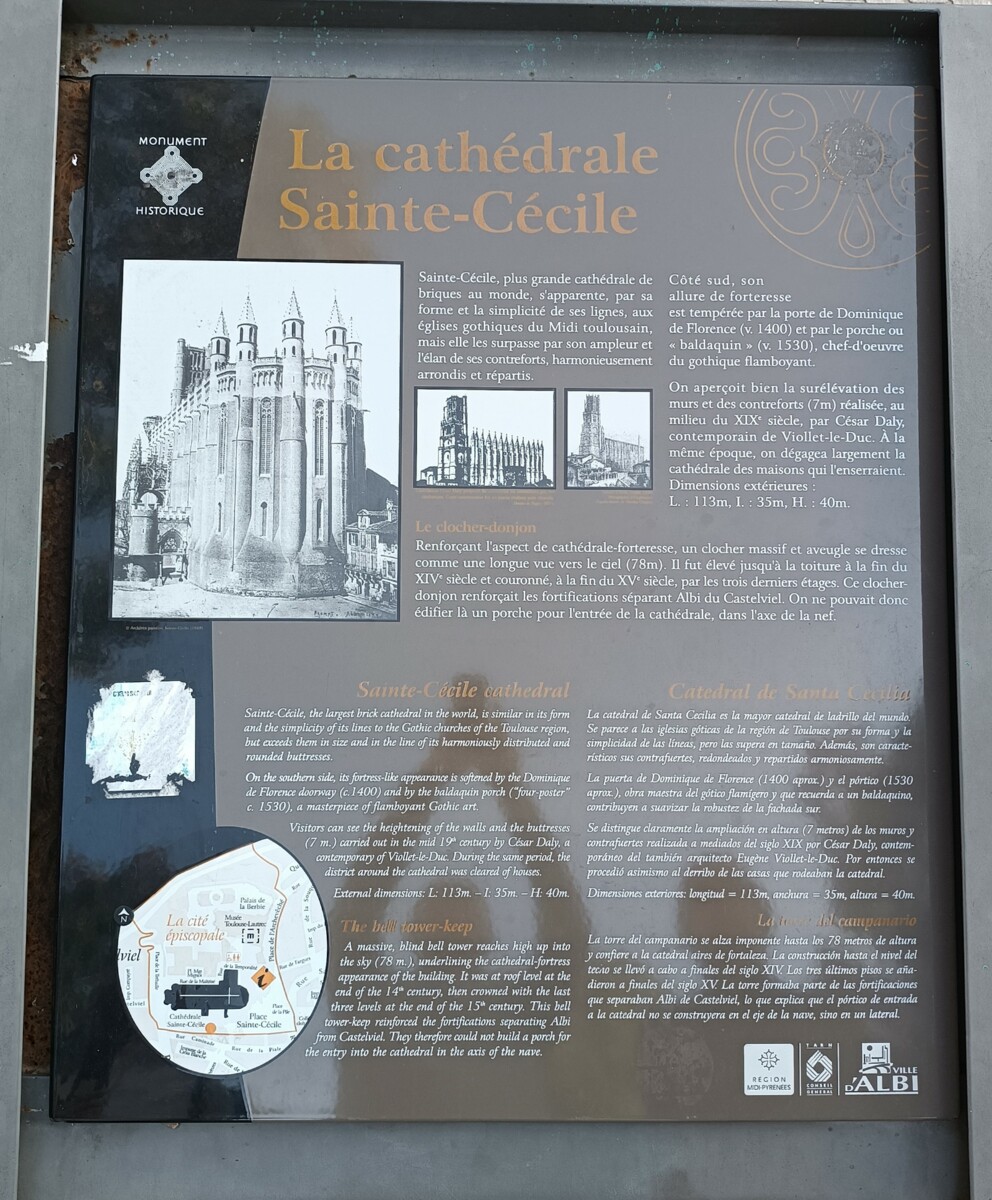 MONUMENT
HISTORIQUE
La cathédrale
Sainte-Cécile
Sainte-Cécile, plus grande cathédrale de
briques au monde, s'apparente, par sa
forme et la simplicité de ses lignes, aux
églises gothiques du Midi toulousain,
mais elle les surpasse par son ampleur et
l'élan de ses contreforts, harmonieusement
arrondis et répartis.
Côté sud, son
allure de forteresse
est tempérée par la porte de Dominique
de Florence (v. 1400) et par le porche ou
« baldaquin » (v. 1530), chef-d'oeuvre
du gothique flamboyant.
On aperçoit bien la surélévation des
murs et des contreforts (7m) réalisée, au
milieu du XIXe siècle, par César Daly,
contemporain de Viollet-le-Duc. À la
même époque, on dégagea largement la
cathédrale des maisons qui l'enserraient.
Dimensions extérieures :
L. : 113m, I. : 35m, H. : 40m.
Le clocher-donjon
Renforçant l'aspect de cathédrale-forteresse, un clocher massif et aveugle se dresse
comme une longue vue vers le ciel (78m). Il fut élevé jusqu'à la toiture à la fin du
XIVe siècle et couronné, à la fin du XVe siècle, par les trois derniers étages. Ce clocher-
donjon renforçait les fortifications séparant Albi du Castelviel. On ne pouvait donc
édifier là un porche pour l'entrée de la cathédrale, dans l'axe de la nef.
Sainte-Cécile cathedral
Sainte-Cécile, the largest brick cathedral in the world, is similar in its form
and the simplicity of its lines to the Gothic churches of the Toulouse region,
but exceeds them in size and in the line of its harmoniously distributed and
rounded buttresses.
On the southern side, its fortress-like appearance is softened by the Dominique
de Florence doorway (c.1400) and by the baldaquin porch ("four-poster"
c. 1530), a masterpiece of flamboyant Gothic art.
Visitors can see the heightening of the walls and the buttresses
(7 m.) carried out in the mid 19th century by César Daly, a
contemporary of Viollet-le-Duc. During the same period, the
district around the cathedral was cleared of houses.
External dimensions: L: 113m. – I: 35m. – H: 40m.
The bell tower-keep
A massive, blind bell tower reaches high up into
the sky (78 m.), underlining the cathedral-fortress
appearance of the building. It was at roof level at the
end of the 14th century, then crowned with the last
three levels at the end of the 15th century. This bell
tower-keep reinforced the fortifications separating Albi
from Castelviel. They therefore could not build a porch for
the entry into the cathedral in the axis of the nave.
Catedral de Santa Cecilia
La catedral de Santa Cecilia es la mayor catedral de ladrillo del mundo.
Se parece a las iglesias góticas de la región de Toulouse por su forma y la
simplicidad de las líneas, pero las supera en tamaño. Además, son caracte-
rísticos sus contrafuertes, redondeados y repartidos armoniosamente.
La puerta de Dominique de Florence (1400 aprox.) y el pórtico (1530
aprox.), obra maestra del gótico flamígero y que recuerda a un baldaquino,
contribuyen a suavizar la robustez de la fachada sur.
Se distingue claramente la ampliación en altura (7 metros) de los muros y
contrafuertes realizada a mediados del siglo XIX por César Daly, contem-
poráneo del también arquitecto Eugène Viollet-le-Duc. Por entonces se
procedió asimismo al derribo de las casas que rodeaban la catedral.
Dimensiones exteriores: longitud = 113m, anchura = 35m, altura = 40m.
La torre del campanario
La torre del campanario se alza imponente hasta los 78 metros de altura
y confiere a la catedral aires de fortaleza. La construcción hasta el nivel del
techo se llevó a cabo a finales del siglo XIV. Los tres últimos pisos se aña-
dieron a finales del siglo XV. La torre formaba parte de las fortificaciones
que separaban Albi de Castelviel, lo que explica que el pórtico de entrada
a la catedral no se construyera en el eje de la nave, sino en un lateral.
N
La cité
épiscopale
Palais de
la Berbie
Musée
Toulouse-Lautrec
Place de l'Archevêché
Cathédrale
Sainte-Cécile
Place
Sainte-Cécile
i
Place
de la Pile
RÉGION
MIDI-PYRÉNÉES
TARN
CONSEIL
GÉNÉRAL
VILLE
D'ALBI